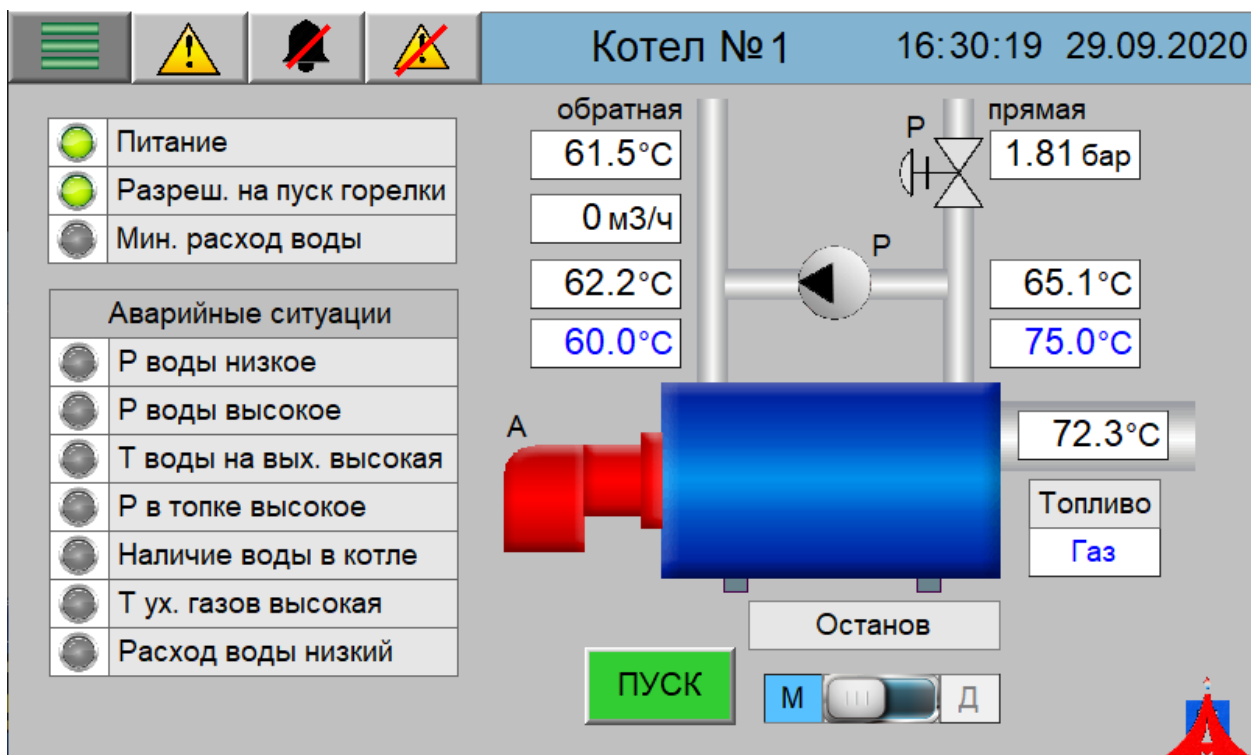 Котел №1
16:30:19 29.09.2020
Питание
Разреш. на пуск горелки
Мин. расход воды
Аварийные ситуации
Р воды низкое
Р воды высокое
Т воды на вых. высокая
Р в топке высокое
Наличие воды в котле
Т ух. газов высокая
Расход воды низкий
обратная
61.5°C
0 м3/ч
62.2°C
60.0°C
Р
прямая
1.81 бар
Р
65.1°C
75.0°C
А
72.3°C
Топливо
Газ
Останов
ПУСК
М
Д